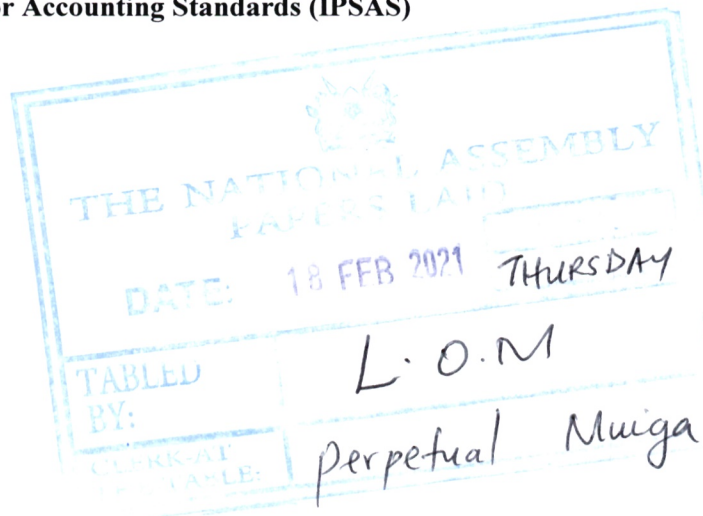 r Accounting Standards (IPSAS)
THE NATIONAL ASSEMBLY
PAPERS LAID
DATE: 18 FEB 2021 THURSDAY
TABLED L.O.M
BY:
CLERK-AT
THE-TABLE: Perpetual Muiga